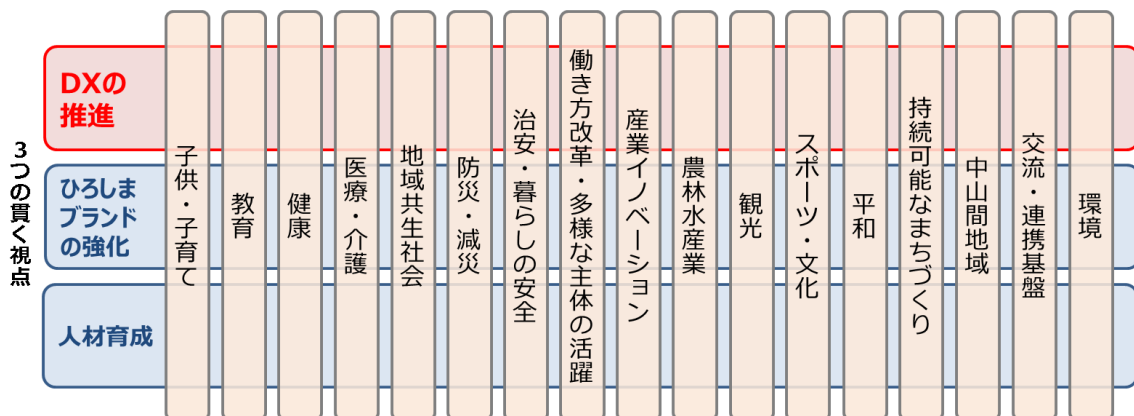 3つの貫く視点
DXの
推進
ひろしま
ブランド
の強化
人材育成
子供・子育て
教育
健康
医療・介護
地域共生社会
防災・減災
治安・暮らしの安全
働き方改革・多様な主体の活躍
産業イノベーション
農林水産業
観光
スポーツ・文化
平和
持続可能なまちづくり
中山間地域
交流・連携基盤
環境